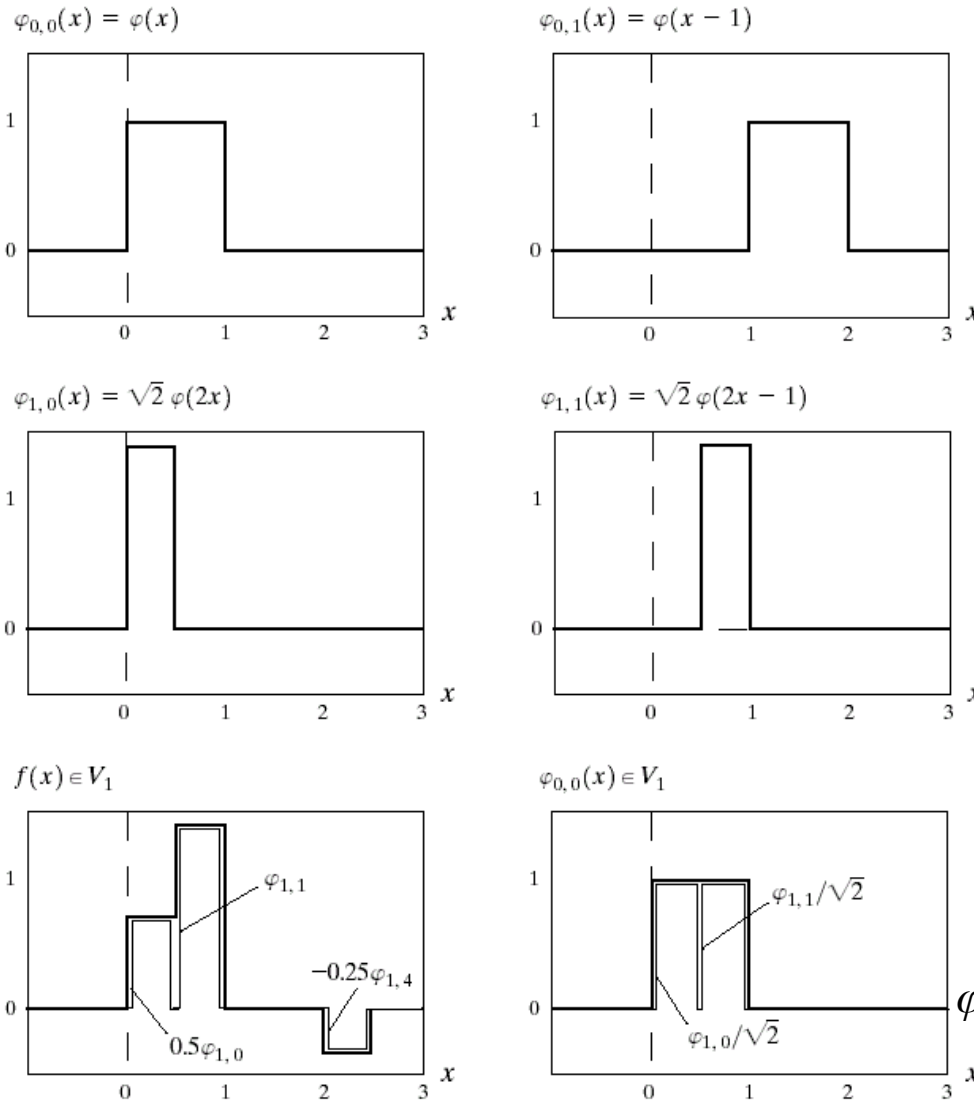 φ₀,₀(x) = φ(x)
1
0
0 1 2 3 x
φ₀,₁(x) = φ(x − 1)
1
0
0 1 2 3 x
φ₁,₀(x) = √2 φ(2x)
1
0
0 1 2 3 x
φ₁,₁(x) = √2 φ(2x − 1)
1
0
0 1 2 3 x
f(x) ∈ V₁
1
φ₁,₁
−0.25φ₁,₄
0
0.5φ₁,₀
0 1 2 3 x
φ₀,₀(x) ∈ V₁
1
φ₁,₁/√2
0
φ
φ₁,₀/√2
0 1 2 3 x